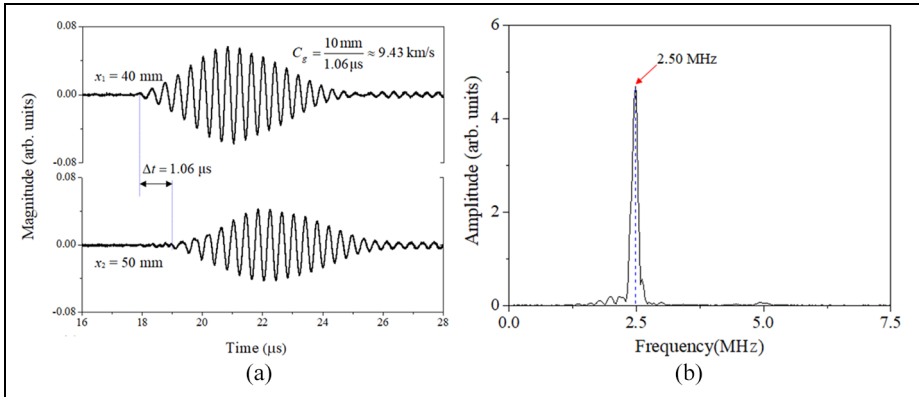 0.08
C_g = 10 mm / 1.06 μs ≈ 9.43 km/s
x₁ = 40 mm
0.00
-0.08
Δt = 1.06 μs
0.08
0.00
x₂ = 50 mm
-0.08
16 18 20 22 24 26 28
Magnitude (arb. units)
Time (μs)
(a)
6
2.50 MHz
4
2
0
0.0 2.5 5.0 7.5
Amplitude (arb. units)
Frequency(MHz)
(b)